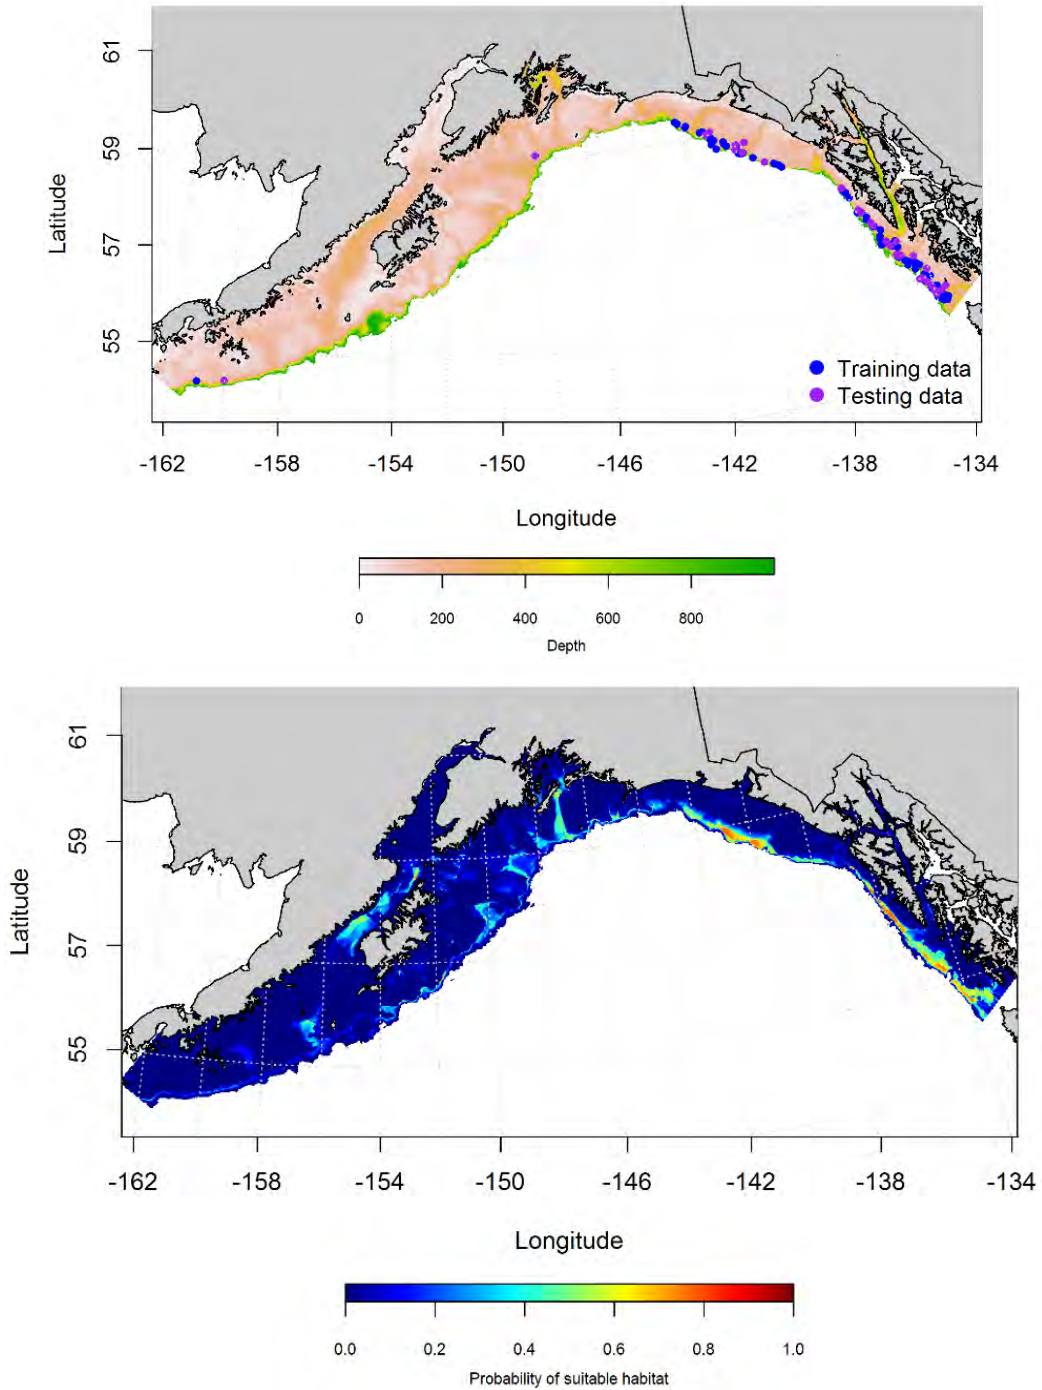 61
59
57
55
Latitude
Training data
Testing data
-162 -158 -154 -150 -146 -142 -138 -134
Longitude
0 200 400 600 800
Depth
61
59
57
55
Latitude
-162 -158 -154 -150 -146 -142 -138 -134
Longitude
0.0 0.2 0.4 0.6 0.8 1.0
Probability of suitable habitat